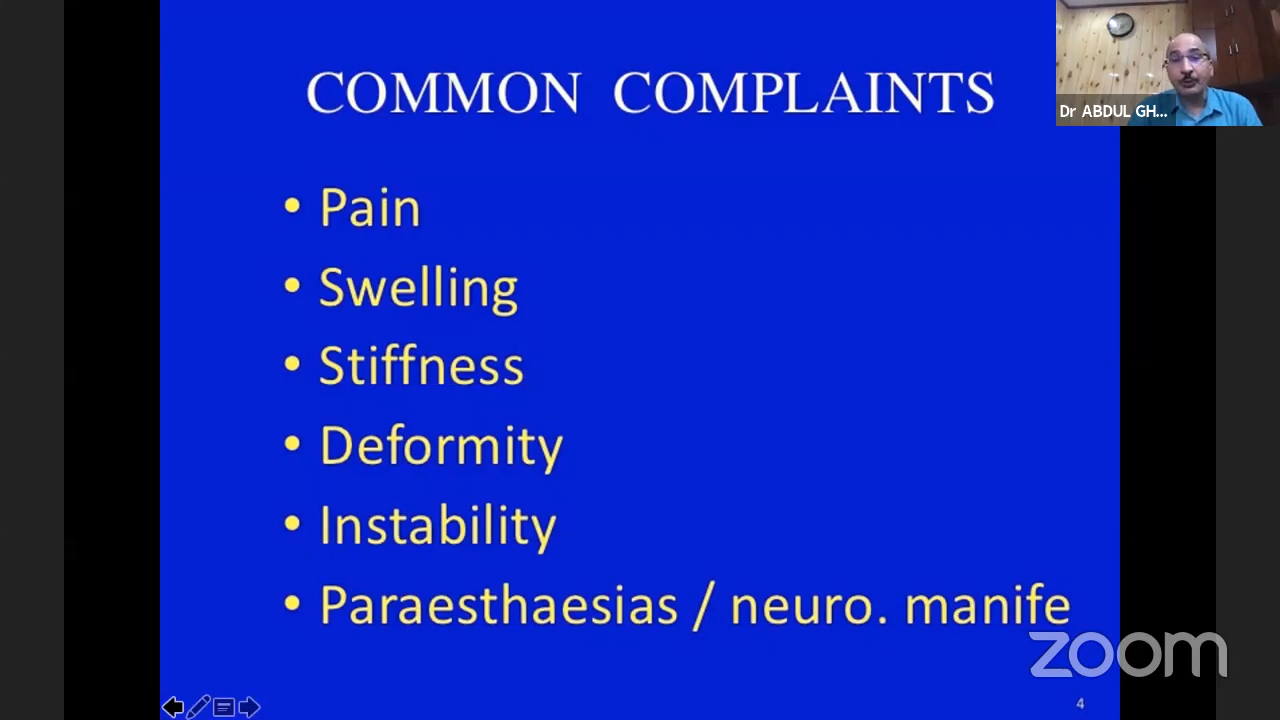 COMMON COMPLAINTS
Dr ABDUL GH...
• Pain
• Swelling
• Stiffness
• Deformity
• Instability
• Paraesthaesias / neuro. manife
zoom
4